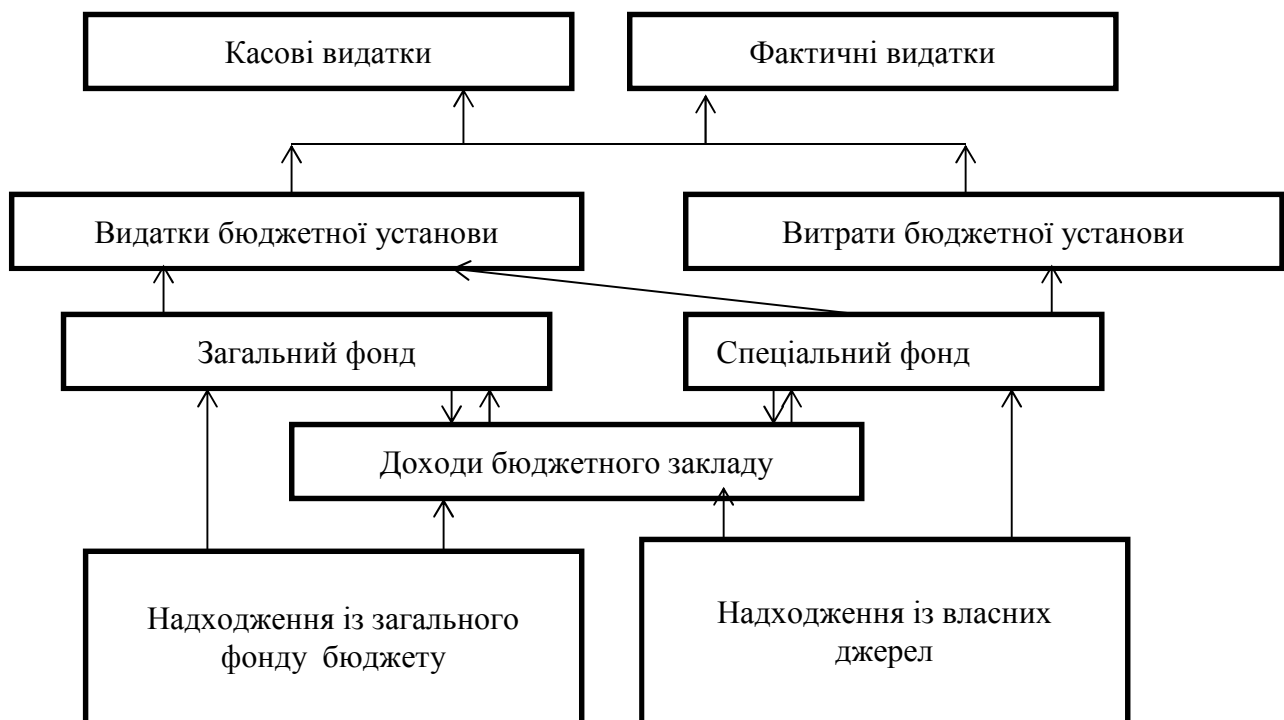 Касові видатки
Фактичні видатки
Видатки бюджетної установи
Витрати бюджетної установи
Загальний фонд
Спеціальний фонд
Доходи бюджетного закладу
Надходження із загального
фонду бюджету
Надходження із власних
джерел